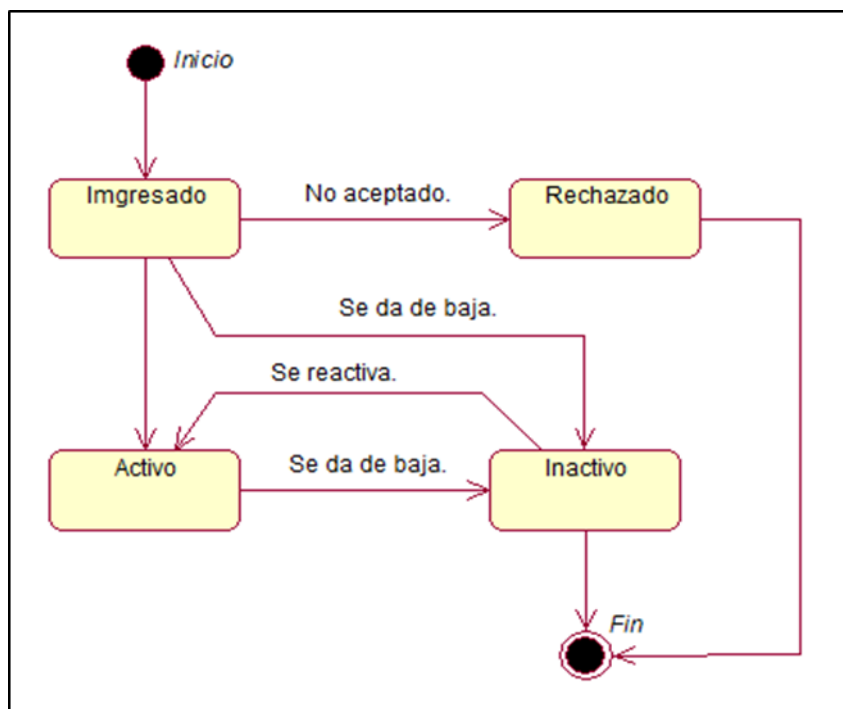 Inicio
Imgresado
No aceptado.
Rechazado
Se da de baja.
Se reactiva.
Activo
Se da de baja.
Inactivo
Fin